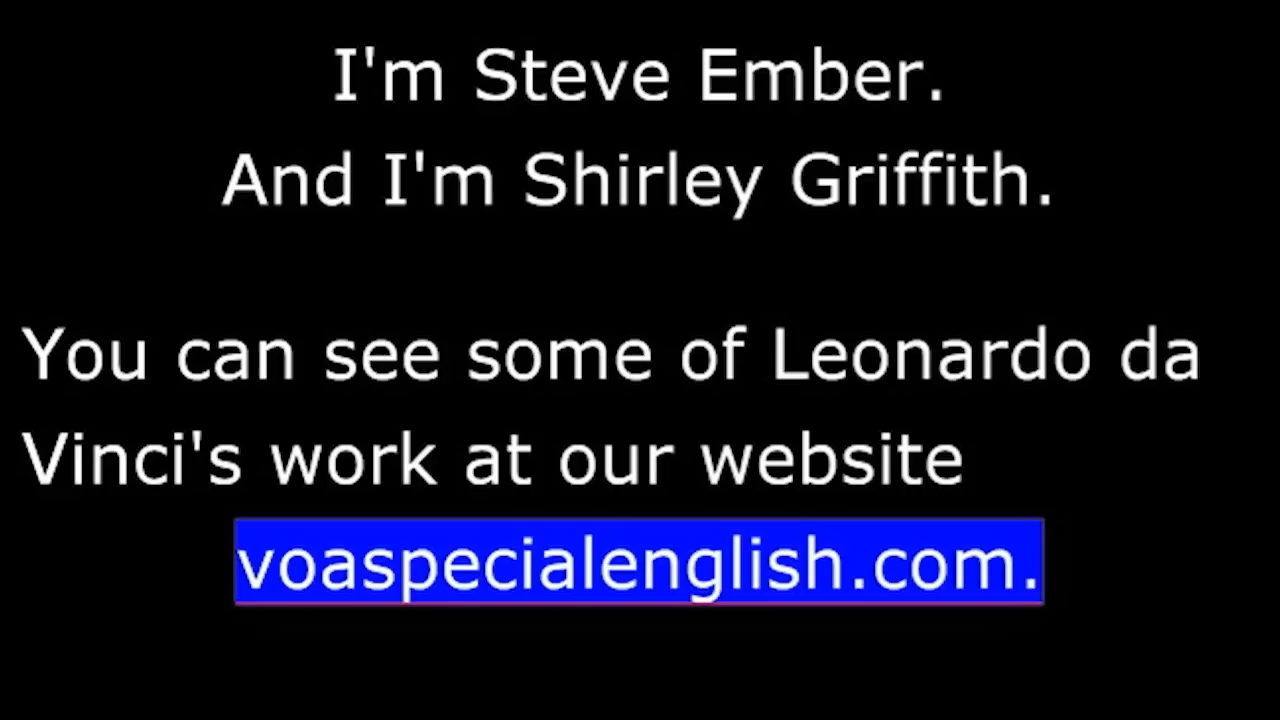 I'm Steve Ember.
And I'm Shirley Griffith.
You can see some of Leonardo da
Vinci's work at our website
voaspecialenglish.com.